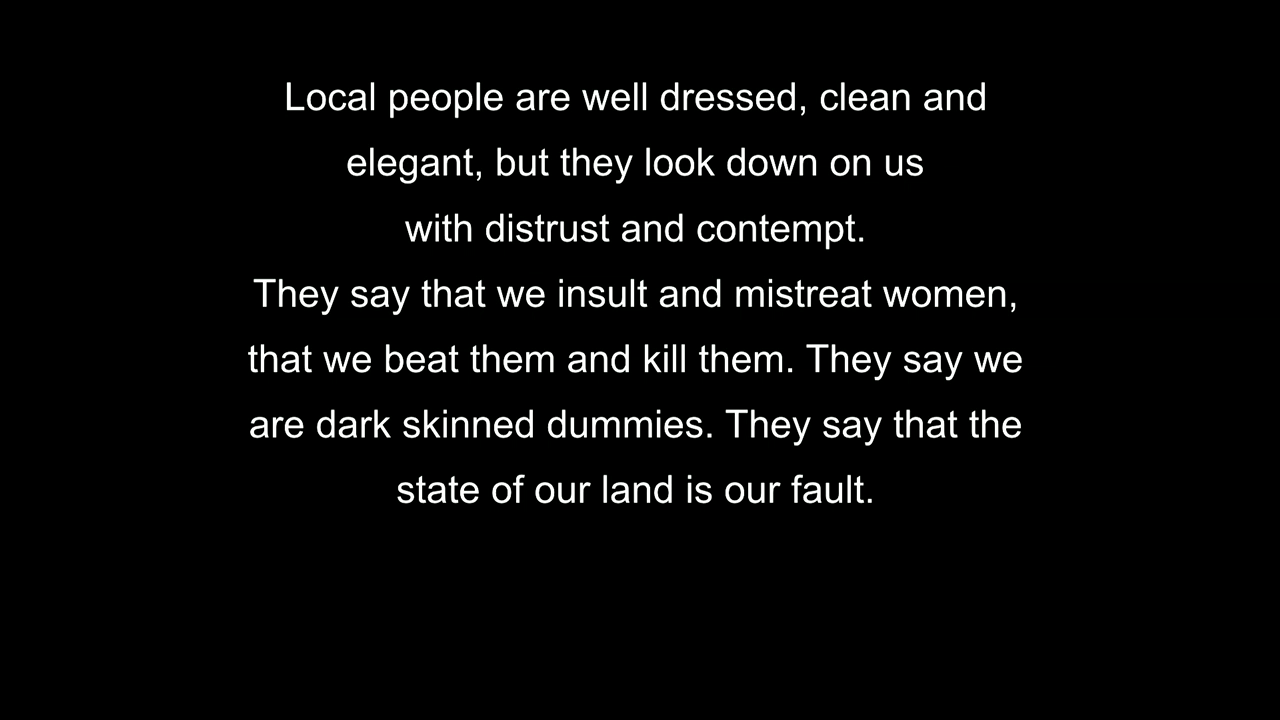 Local people are well dressed, clean and
elegant, but they look down on us
with distrust and contempt.
They say that we insult and mistreat women,
that we beat them and kill them. They say we
are dark skinned dummies. They say that the
state of our land is our fault.